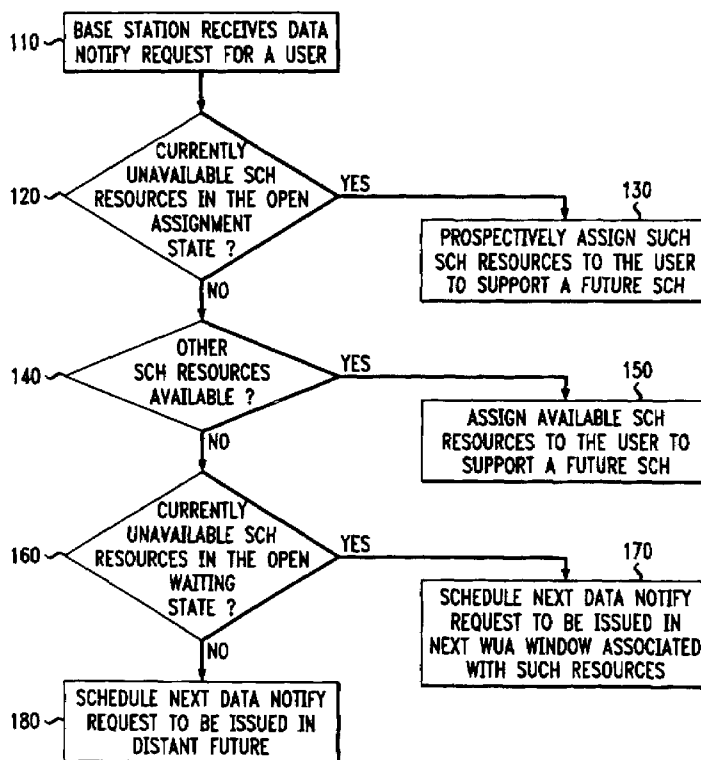 110
BASE STATION RECEIVES DATA
NOTIFY REQUEST FOR A USER
120
CURRENTLY
UNAVAILABLE SCH
RESOURCES IN THE OPEN
ASSIGNMENT
STATE ?
YES
130
PROSPECTIVELY ASSIGN SUCH
SCH RESOURCES TO THE USER
TO SUPPORT A FUTURE SCH
NO
140
OTHER
SCH RESOURCES
AVAILABLE ?
YES
150
ASSIGN AVAILABLE SCH
RESOURCES TO THE USER TO
SUPPORT A FUTURE SCH
NO
160
CURRENTLY
UNAVAILABLE SCH
RESOURCES IN THE OPEN
WAITING
STATE ?
YES
170
SCHEDULE NEXT DATA NOTIFY
REQUEST TO BE ISSUED IN
NEXT WUA WINDOW ASSOCIATED
WITH SUCH RESOURCES
NO
180
SCHEDULE NEXT DATA NOTIFY
REQUEST TO BE ISSUED IN
DISTANT FUTURE